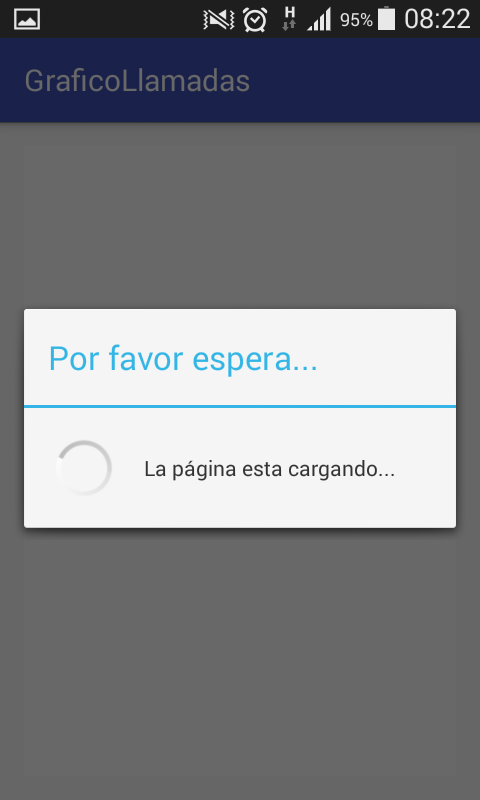 H 95% 08:22
GraficoLlamadas
Por favor espera...
La página esta cargando...